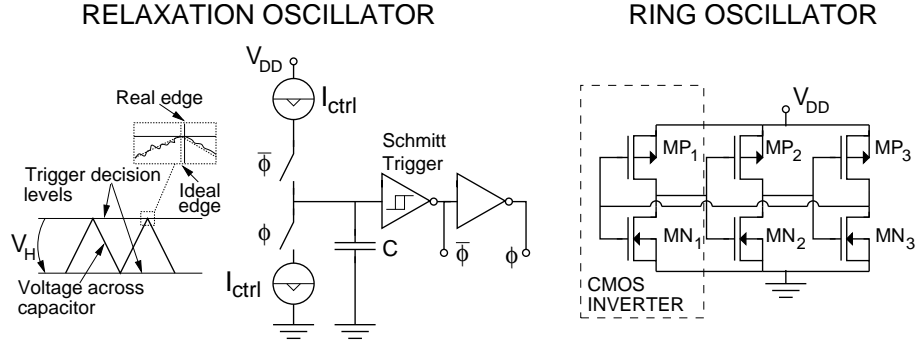 RELAXATION OSCILLATOR
RING OSCILLATOR
Real edge
Ideal edge
Trigger decision levels
V_H
Voltage across capacitor
V_DD
I_ctrl
ϕ̅
ϕ
I_ctrl
C
Schmitt Trigger
ϕ̅
ϕ
V_DD
MP_1
MP_2
MP_3
MN_1
MN_2
MN_3
CMOS
INVERTER